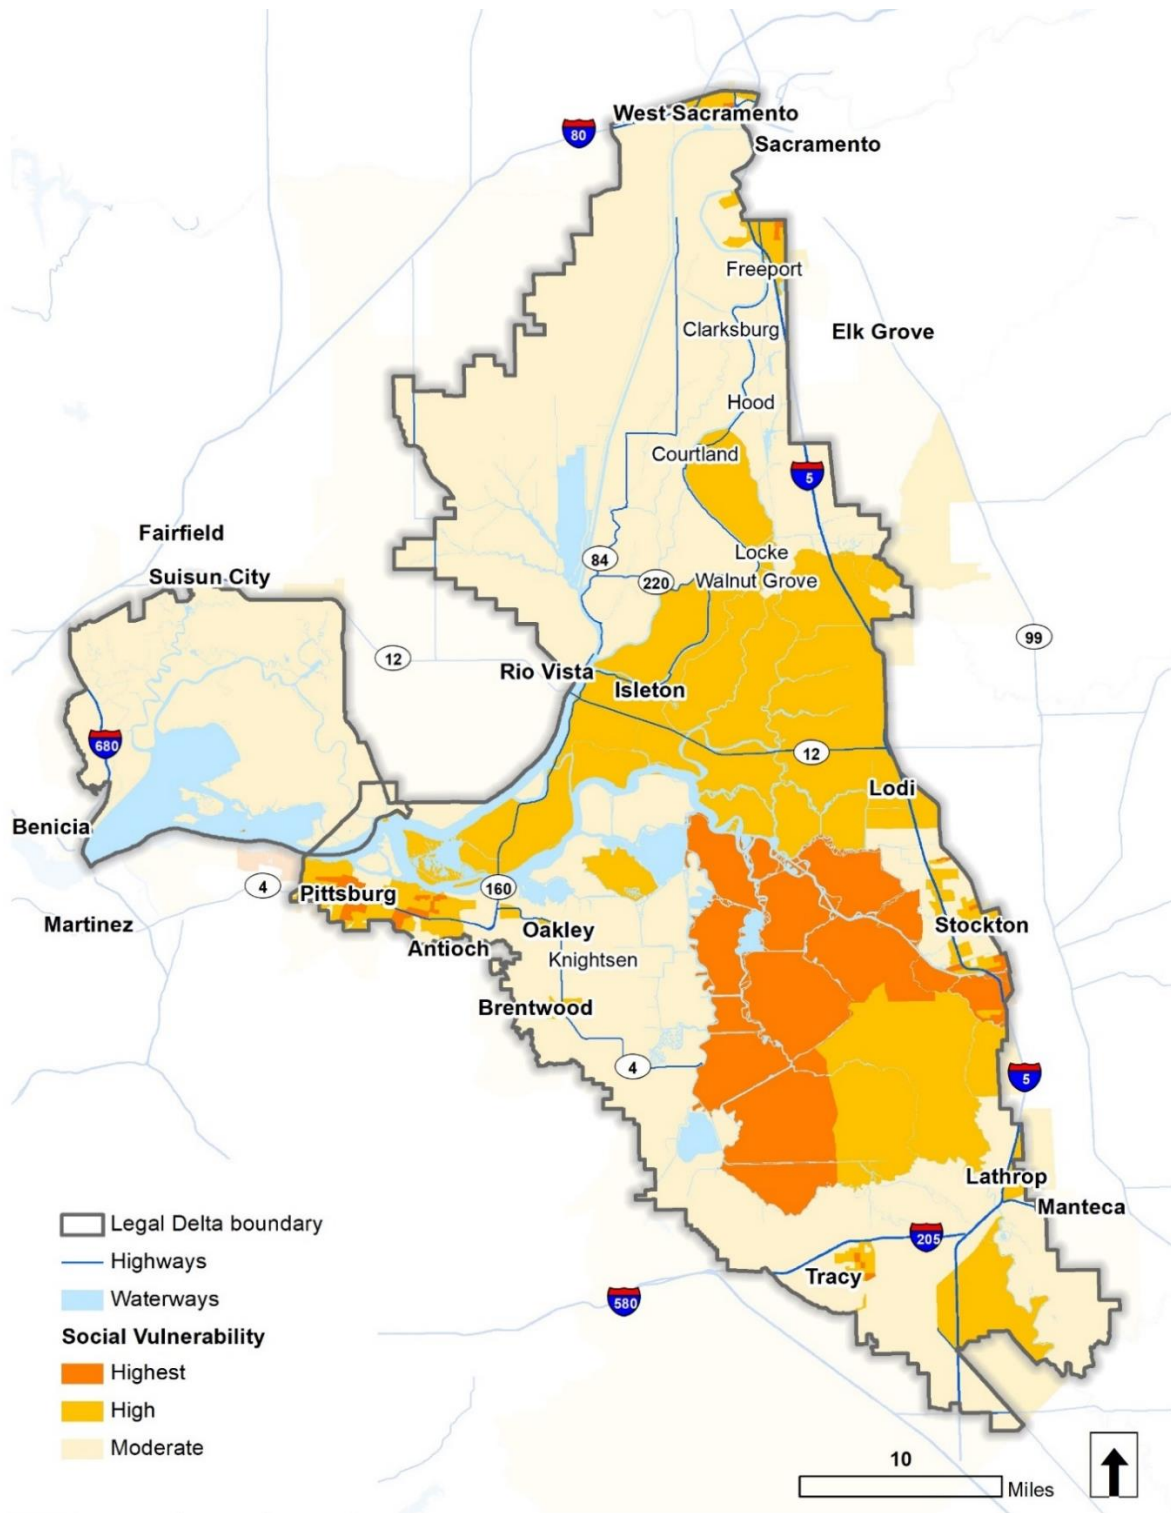 West Sacramento
80
Sacramento
Freeport
Clarksburg
Elk Grove
Hood
Courtland
5
Fairfield
Locke
84
Suisun City
220
Walnut Grove
99
12
Rio Vista
Isleton
680
12
Lodi
Benicia
4
Pittsburg
160
Martinez
Oakley
Stockton
Antioch
Knightsen
Brentwood
4
5
Lathrop
Manteca
205
Tracy
580
Legal Delta boundary
Highways
Waterways
Social Vulnerability
Highest
High
Moderate
10
Miles